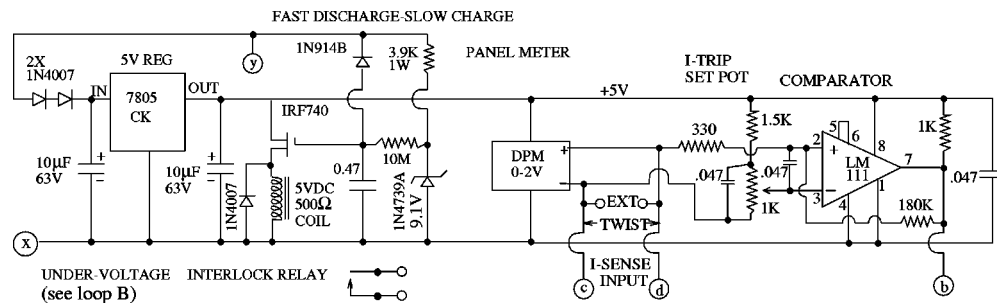 FAST DISCHARGE-SLOW CHARGE
2X
1N4007
5V REG
IN
7805
CK
OUT
y
1N914B
3.9K
1W
PANEL METER
I-TRIP
SET POT
COMPARATOR
IRF740
+5V
1.5K
330
10M
0.47
DPM
0-2V
+
−
.047
.047
1K
5
6
2
+
8
LM
111
7
3
−
4
1
1K
180K
.047
10µF
63V
+
−
10µF
63V
+
−
1N4007
5VDC
500Ω
COIL
1N4739A
9.1V
EXT
TWIST
x
UNDER-VOLTAGE INTERLOCK RELAY
(see loop B)
I-SENSE
INPUT
c
d
b